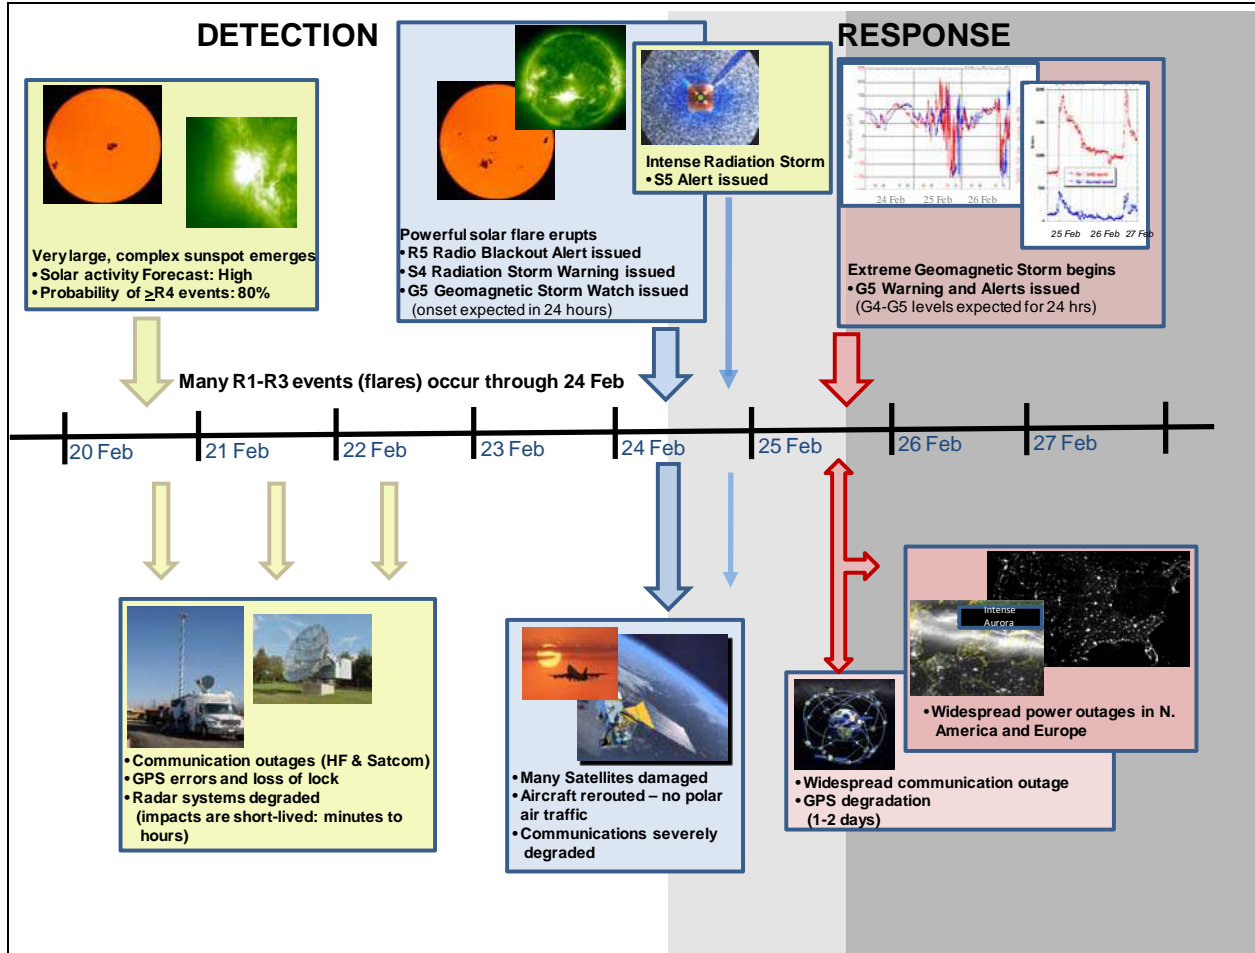 DETECTION
RESPONSE
Very large, complex sunspot emerges
• Solar activity Forecast: High
• Probability of >R4 events: 80%
Powerful solar flare erupts
• R5 Radio Blackout Alert issued
• S4 Radiation Storm Warning issued
• G5 Geomagnetic Storm Watch issued
(onset expected in 24 hours)
Intense Radiation Storm
• S5 Alert issued
24 Feb
25 Feb
26 Feb
25 Feb
26 Feb
27 Feb
Extreme Geomagnetic Storm begins
• G5 Warning and Alerts issued
(G4-G5 levels expected for 24 hrs)
Many R1-R3 events (flares) occur through 24 Feb
20 Feb
21 Feb
22 Feb
23 Feb
24 Feb
25 Feb
26 Feb
27 Feb
• Communication outages (HF & Satcom)
• GPS errors and loss of lock
• Radar systems degraded
(impacts are short-lived: minutes to
hours)
• Many Satellites damaged
• Aircraft rerouted – no polar
air traffic
• Communications severely
degraded
Intense
Aurora
• Widespread power outages in N.
America and Europe
• Widespread communication outage
• GPS degradation
(1-2 days)